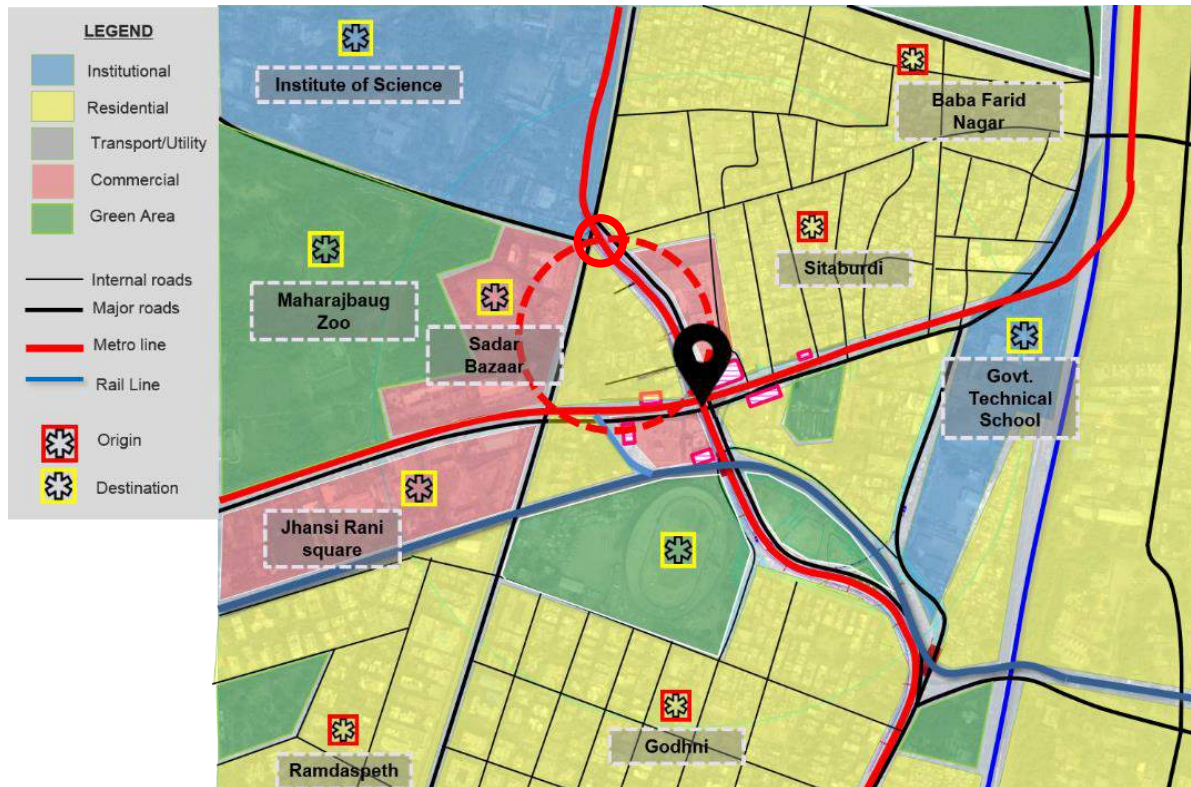 LEGEND
Institutional
Residential
Transport/Utility
Commercial
Green Area
Internal roads
Major roads
Metro line
Rail Line
Origin
Destination
Institute of Science
Baba Farid
Nagar
Maharajbaug
Zoo
Sadar
Bazaar
Sitaburdi
Govt.
Technical
School
Jhansi Rani
square
Ramdaspeth
Godhni